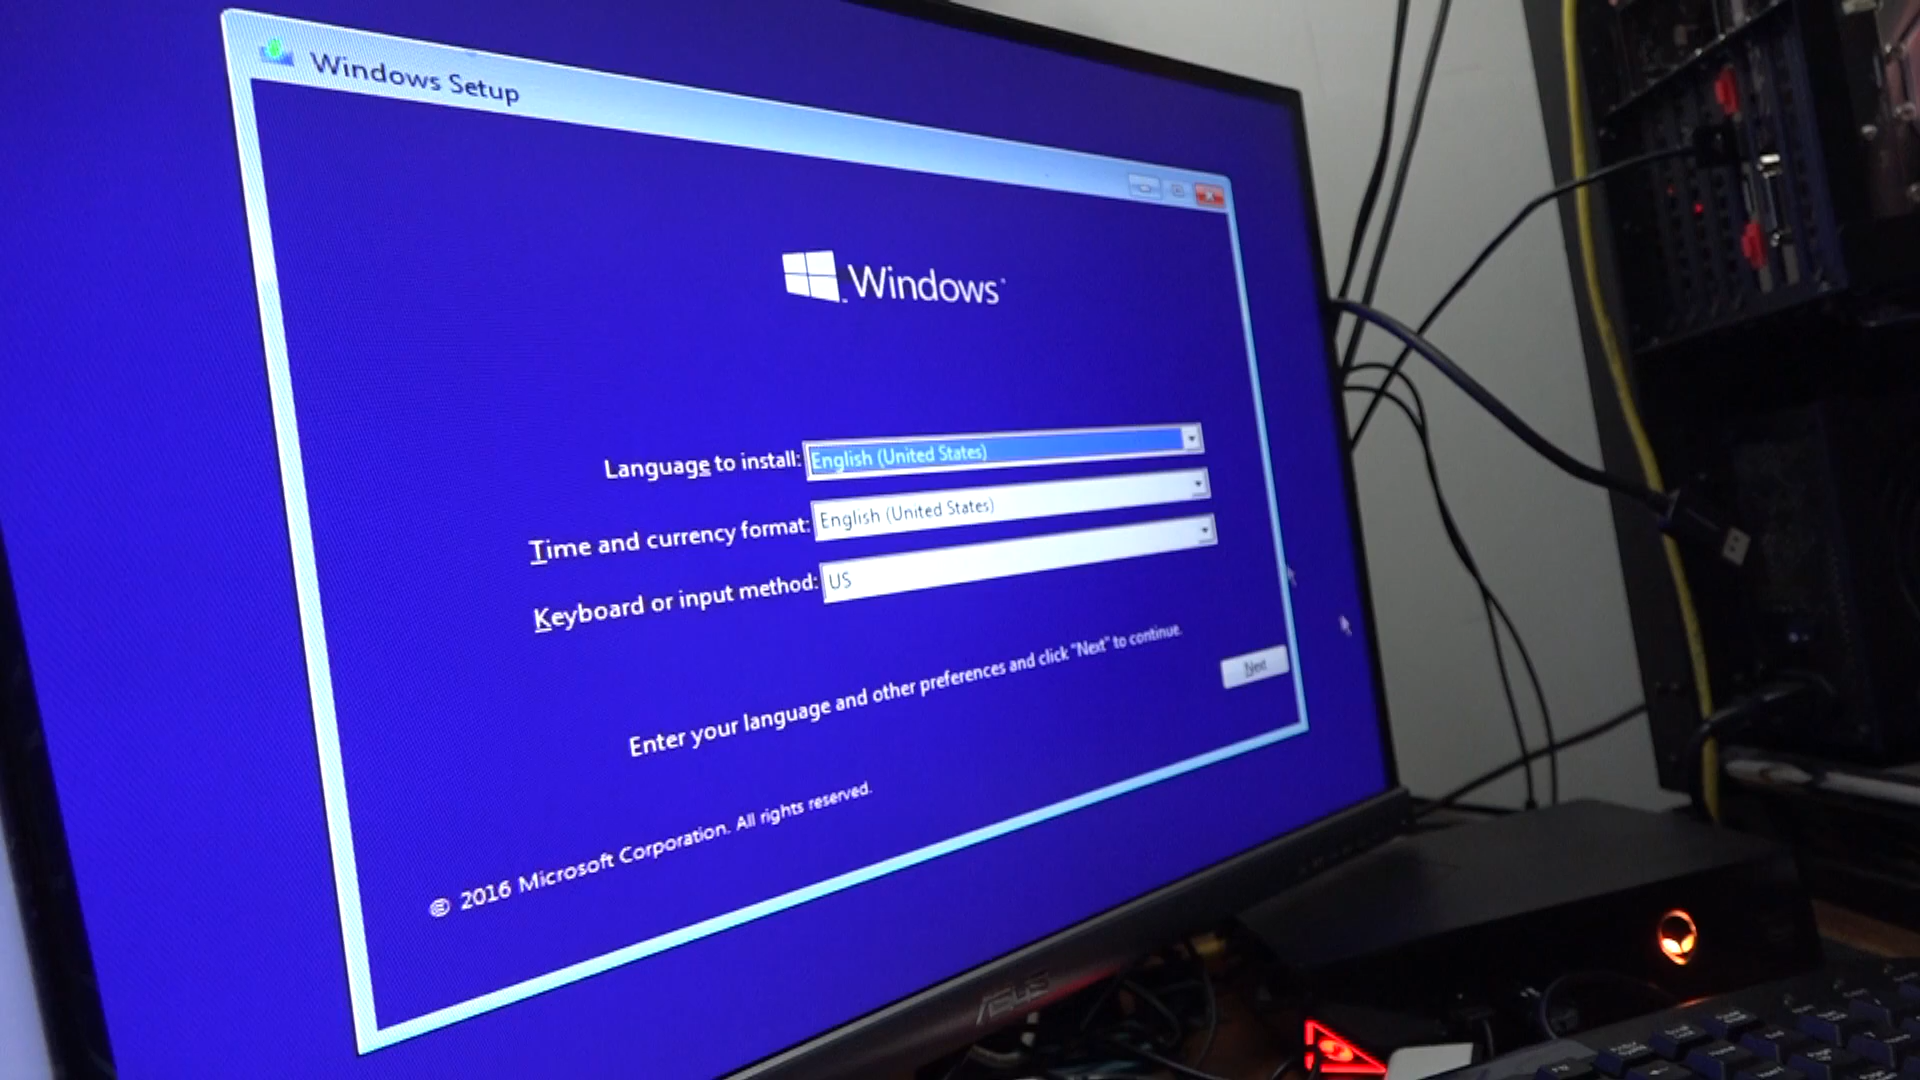 Windows Setup
Windows
Language to install: English (United States)
Time and currency format: English (United States)
Keyboard or input method: US
Enter your language and other preferences and click "Next" to continue.
Next
© 2016 Microsoft Corporation. All rights reserved.
ASUS